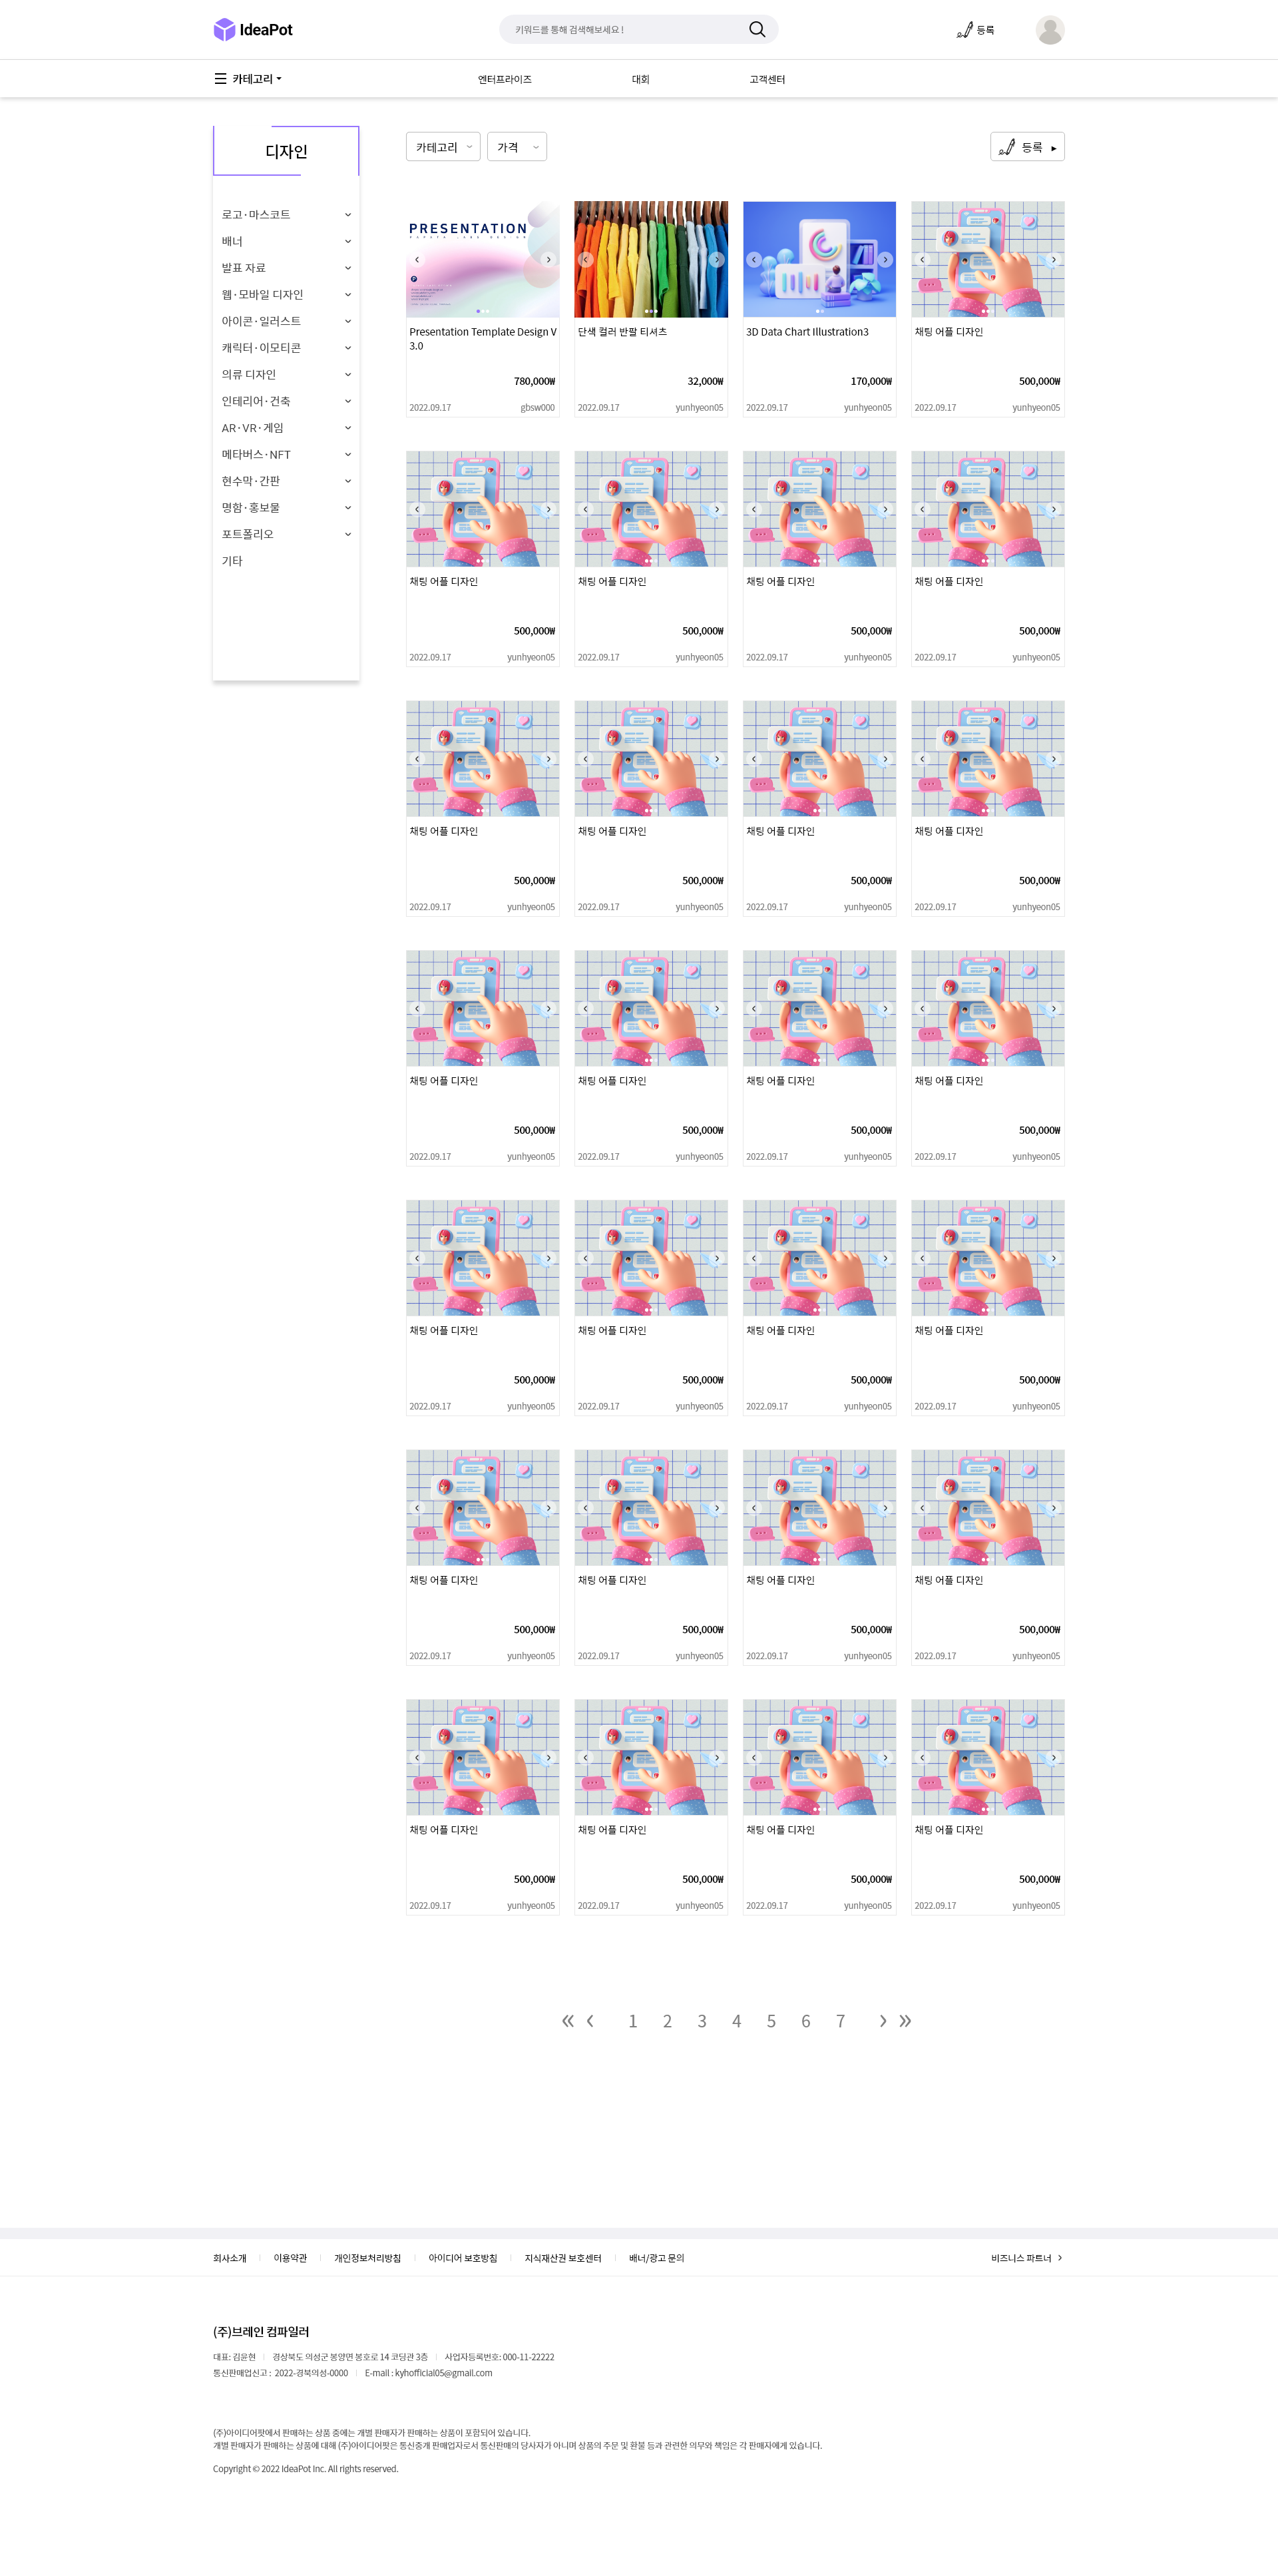 IdeaPot
키워드를 통해 검색해보세요 !
등록
카테고리
엔터프라이즈
대회
고객센터
디자인
로고·마스코트
배너
발표 자료
웹·모바일 디자인
아이콘·일러스트
캐릭터·이모티콘
의류 디자인
인테리어·건축
AR·VR·게임
메타버스·NFT
현수막·간판
명함·홍보물
포트폴리오
기타
카테고리
가격
등록
PRESENTATION
Presentation Template Design V
3.0
780,000₩
2022.09.17 gbsw000
단색 컬러 반팔 티셔츠
32,000₩
2022.09.17 yunhyeon05
3D Data Chart Illustration3
170,000₩
2022.09.17 yunhyeon05
채팅 어플 디자인
500,000₩
2022.09.17 yunhyeon05
채팅 어플 디자인 채팅 어플 디자인 채팅 어플 디자인 채팅 어플 디자인
500,000₩ 500,000₩ 500,000₩ 500,000₩
2022.09.17 yunhyeon05 2022.09.17 yunhyeon05 2022.09.17 yunhyeon05 2022.09.17 yunhyeon05
채팅 어플 디자인 채팅 어플 디자인 채팅 어플 디자인 채팅 어플 디자인
500,000₩ 500,000₩ 500,000₩ 500,000₩
2022.09.17 yunhyeon05 2022.09.17 yunhyeon05 2022.09.17 yunhyeon05 2022.09.17 yunhyeon05
채팅 어플 디자인 채팅 어플 디자인 채팅 어플 디자인 채팅 어플 디자인
500,000₩ 500,000₩ 500,000₩ 500,000₩
2022.09.17 yunhyeon05 2022.09.17 yunhyeon05 2022.09.17 yunhyeon05 2022.09.17 yunhyeon05
채팅 어플 디자인 채팅 어플 디자인 채팅 어플 디자인 채팅 어플 디자인
500,000₩ 500,000₩ 500,000₩ 500,000₩
2022.09.17 yunhyeon05 2022.09.17 yunhyeon05 2022.09.17 yunhyeon05 2022.09.17 yunhyeon05
채팅 어플 디자인 채팅 어플 디자인 채팅 어플 디자인 채팅 어플 디자인
500,000₩ 500,000₩ 500,000₩ 500,000₩
2022.09.17 yunhyeon05 2022.09.17 yunhyeon05 2022.09.17 yunhyeon05 2022.09.17 yunhyeon05
채팅 어플 디자인 채팅 어플 디자인 채팅 어플 디자인 채팅 어플 디자인
500,000₩ 500,000₩ 500,000₩ 500,000₩
2022.09.17 yunhyeon05 2022.09.17 yunhyeon05 2022.09.17 yunhyeon05 2022.09.17 yunhyeon05
« ‹ 1 2 3 4 5 6 7 › »
회사소개 이용약관 개인정보처리방침 아이디어 보호방침 지식재산권 보호센터 배너/광고 문의 비즈니스 파트너 ›
(주)브레인 컴파일러
대표: 김윤현 경상북도 의성군 봉양면 봉호로 14 코딩관 3층 사업자등록번호: 000-11-22222
통신판매업신고 : 2022-경북의성-0000 E-mail : kyhofficial05@gmail.com
(주)아이디어팟에서 판매하는 상품 중에는 개별 판매자가 판매하는 상품이 포함되어 있습니다.
개별 판매자가 판매하는 상품에 대해 (주)아이디어팟은 통신중개 판매업자로서 통신판매의 당사자가 아니며 상품의 주문 및 환불 등과 관련한 의무와 책임은 각 판매자에게 있습니다.
Copyright © 2022 IdeaPot Inc. All rights reserved.